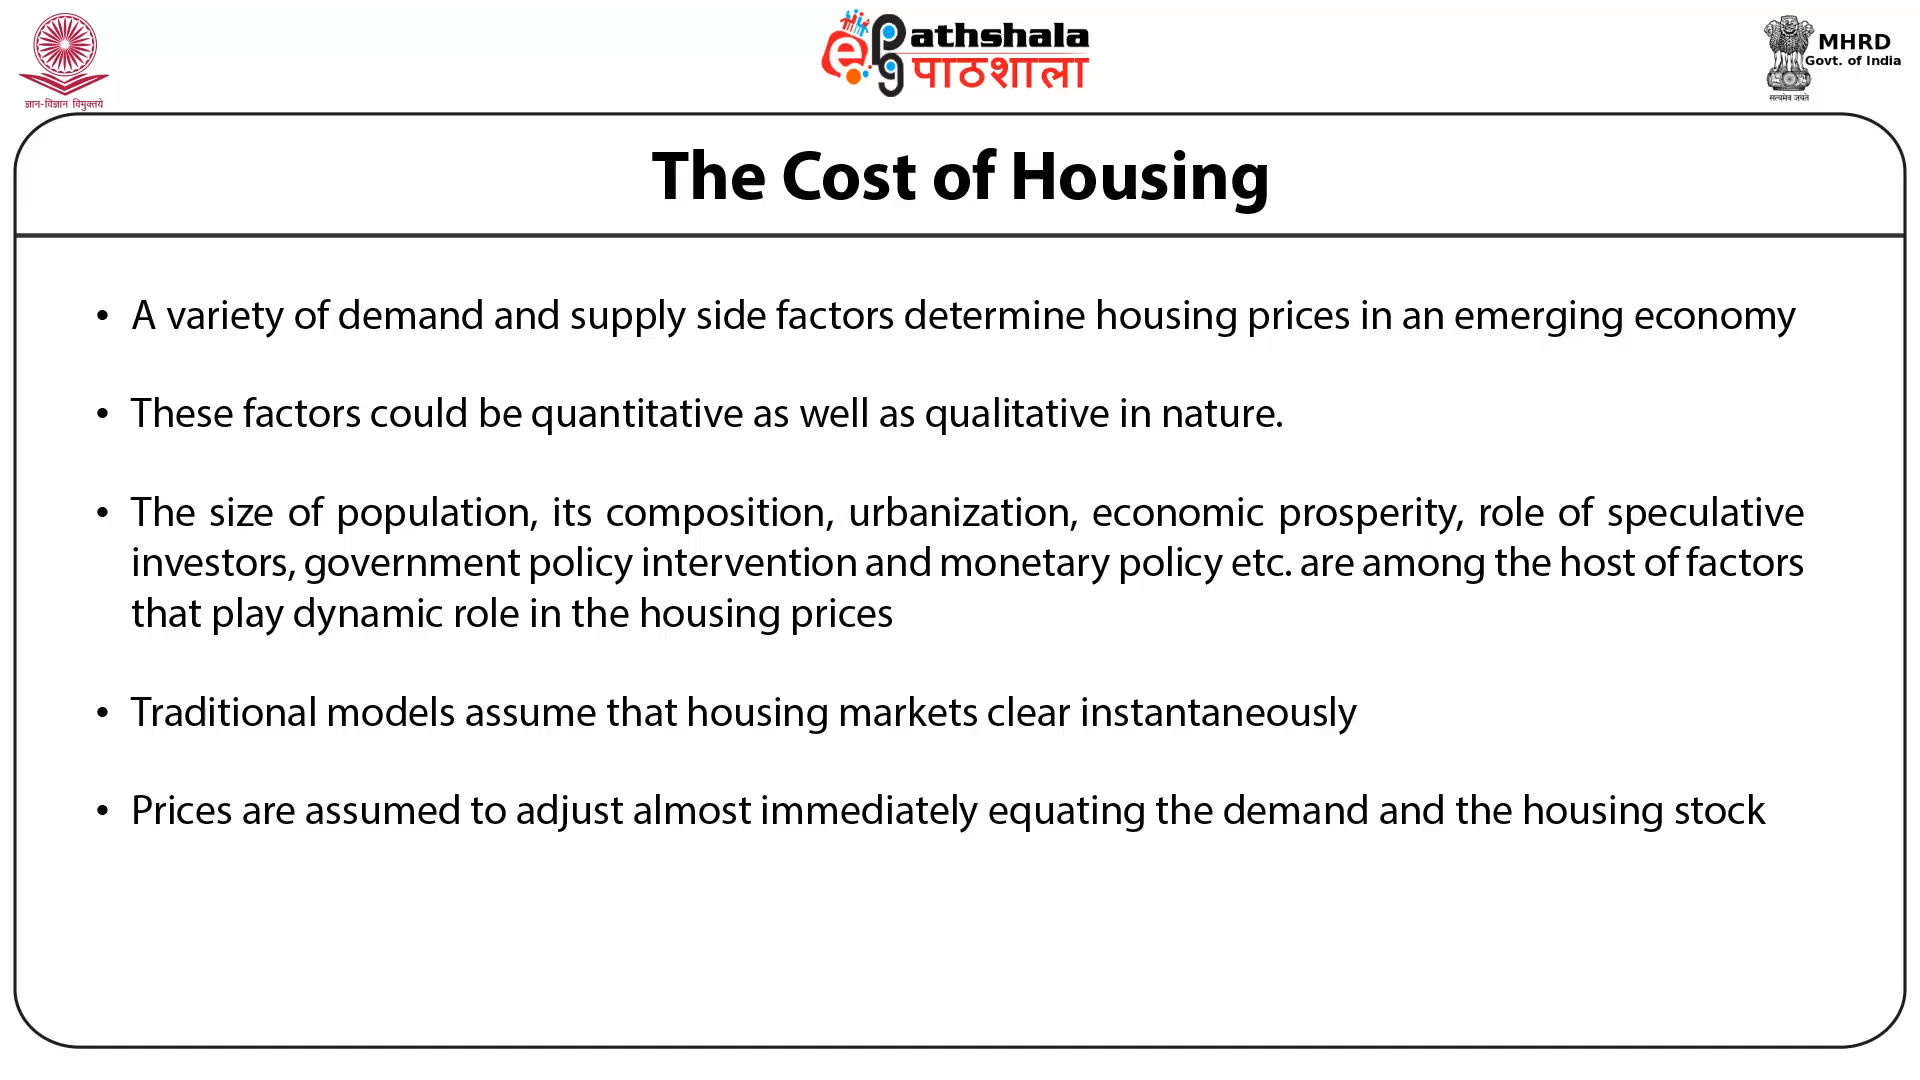 ज्ञान-विज्ञान विमुक्तये
ePathshala
पाठशाला
MHRD
Govt. of India
सत्यमेव जयते
The Cost of Housing
• A variety of demand and supply side factors determine housing prices in an emerging economy
• These factors could be quantitative as well as qualitative in nature.
• The size of population, its composition, urbanization, economic prosperity, role of speculative
investors, government policy intervention and monetary policy etc. are among the host of factors
that play dynamic role in the housing prices
• Traditional models assume that housing markets clear instantaneously
• Prices are assumed to adjust almost immediately equating the demand and the housing stock